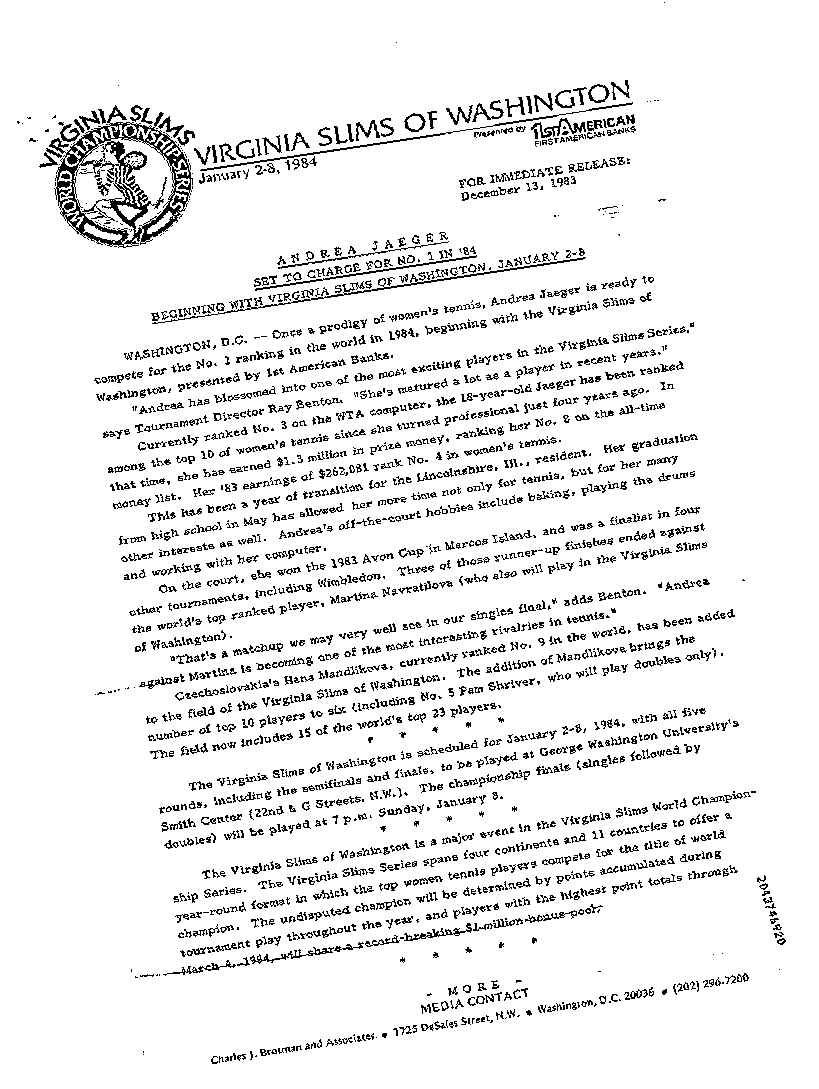 VIRGINIA SLIMS
WORLD CHAMPIONSHIP SERIES
VIRGINIA SLIMS OF WASHINGTON
Presented by 1ST AMERICAN
FIRST AMERICAN BANKS
January 2-8, 1984
FOR IMMEDIATE RELEASE:
December 13, 1983
ANDREA JAEGER
SET TO CHARGE FOR NO. 1 IN '84
BEGINNING WITH VIRGINIA SLIMS OF WASHINGTON, JANUARY 2-8
WASHINGTON, D.C. -- Once a prodigy of women's tennis, Andrea Jaeger is ready to
compete for the No. 1 ranking in the world in 1984, beginning with the Virginia Slims of
Washington, presented by 1st American Banks.
"Andrea has blossomed into one of the most exciting players in the Virginia Slims Series,"
says Tournament Director Ray Benton. "She's matured a lot as a player in recent years."
Currently ranked No. 3 on the WTA computer, the 18-year-old Jaeger has been ranked
among the top 10 of women's tennis since she turned professional just four years ago. In
that time, she has earned $1.3 million in prize money, ranking her No. 8 on the all-time
money list. Her '83 earnings of $262,081 rank No. 4 in women's tennis.
This has been a year of transition for the Lincolnshire, Ill., resident. Her graduation
from high school in May has allowed her more time not only for tennis, but for her many
other interests as well. Andrea's off-the-court hobbies include baking, playing the drums
and working with her computer.
On the court, she won the 1983 Avon Cup in Marcos Island, and was a finalist in four
other tournaments, including Wimbledon. Three of those runner-up finishes ended against
the world's top ranked player, Martina Navratilova (who also will play in the Virginia Slims
of Washington).
"That's a matchup we may very well see in our singles final," adds Benton. "Andrea
against Martina is becoming one of the most interesting rivalries in tennis."
Czechoslovakia's Hana Mandlikova, currently ranked No. 9 in the world, has been added
to the field of the Virginia Slims of Washington. The addition of Mandlikova brings the
number of top 10 players to six (including No. 5 Pam Shriver, who will play doubles only).
The field now includes 15 of the world's top 23 players.
* * * * *
The Virginia Slims of Washington is scheduled for January 2-8, 1984, with all five
rounds, including the semifinals and finals, to be played at George Washington University's
Smith Center (22nd & G Streets, N.W.). The championship finals (singles followed by
doubles) will be played at 7 p.m. Sunday, January 8.
* * * * *
The Virginia Slims of Washington is a major event in the Virginia Slims World Champion-
ship Series. The Virginia Slims Series spans four continents and 11 countries to offer a
year-round format in which the top women tennis players compete for the title of world
champion. The undisputed champion will be determined by points accumulated during
tournament play throughout the year, and players with the highest point totals through
March 4, 1984, will share a record-breaking $1 million bonus pool.
* * * * *
- MORE -
MEDIA CONTACT
Charles J. Brotman and Associates • 1725 DeSales Street, N.W. • Washington, D.C. 20036 • (202) 296-7200
2043746920